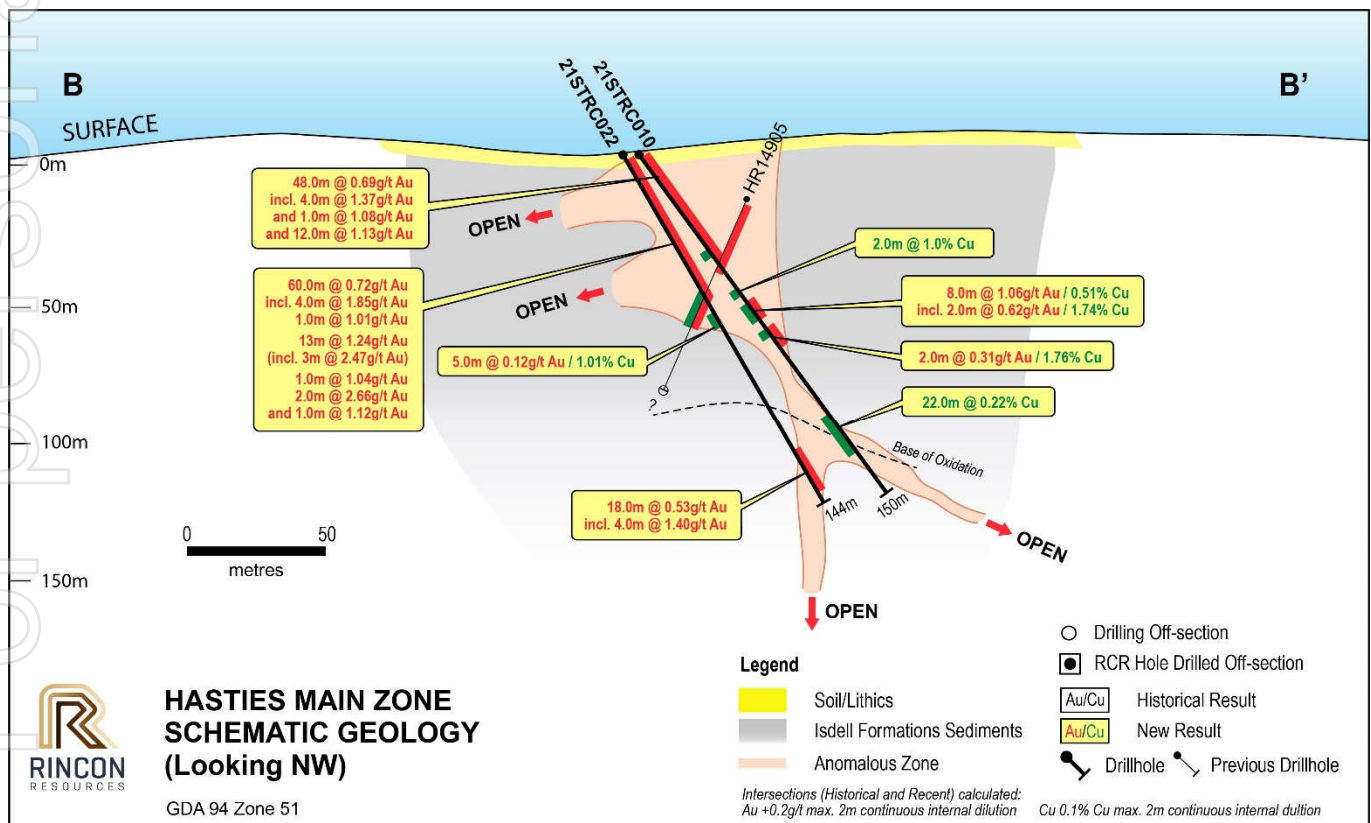 B
B'
SURFACE
21STRC022
21STRC010
HR14905
0m
50m
100m
150m
48.0m @ 0.69g/t Au
incl. 4.0m @ 1.37g/t Au
and 1.0m @ 1.08g/t Au
and 12.0m @ 1.13g/t Au
OPEN
60.0m @ 0.72g/t Au
incl. 4.0m @ 1.85g/t Au
1.0m @ 1.01g/t Au
13m @ 1.24g/t Au
(incl. 3m @ 2.47g/t Au)
1.0m @ 1.04g/t Au
2.0m @ 2.66g/t Au
and 1.0m @ 1.12g/t Au
OPEN
2.0m @ 1.0% Cu
8.0m @ 1.06g/t Au / 0.51% Cu
incl. 2.0m @ 0.62g/t Au / 1.74% Cu
5.0m @ 0.12g/t Au / 1.01% Cu
2.0m @ 0.31g/t Au / 1.76% Cu
22.0m @ 0.22% Cu
?
Base of Oxidation
18.0m @ 0.53g/t Au
incl. 4.0m @ 1.40g/t Au
144m
150m
OPEN
OPEN
0 50
metres
RINCON
RESOURCES
HASTIES MAIN ZONE
SCHEMATIC GEOLOGY
(Looking NW)
GDA 94 Zone 51
Legend
Soil/Lithics
Isdell Formations Sediments
Anomalous Zone
Drilling Off-section
RCR Hole Drilled Off-section
Au/Cu Historical Result
Au/Cu New Result
Drillhole Previous Drillhole
Intersections (Historical and Recent) calculated:
Au +0.2g/t max. 2m continuous internal dilution Cu 0.1% Cu max. 2m continuous internal dultion